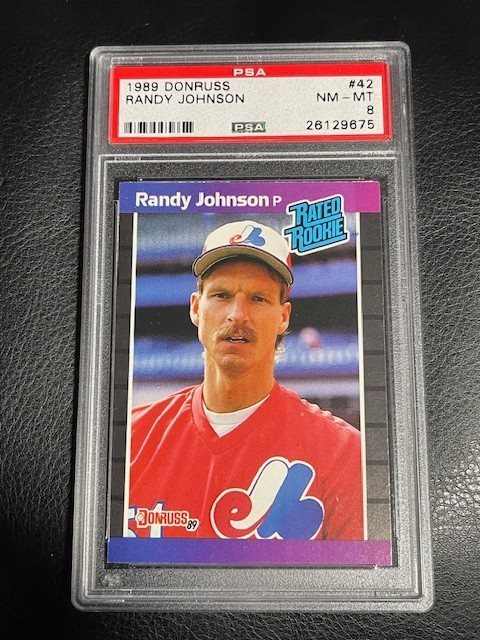 PSA
1989 DONRUSS #42
RANDY JOHNSON NM - MT
8
PSA 26129675
Randy Johnson P
RATED
ROOKIE
DONRUSS 89